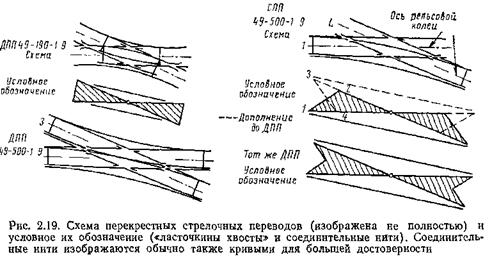 ДПП 49-190-1 9
Схема
Условное
обозначение
3
ДПП
49-500-1 9
СПП
49-500-1 9
Схема
4
Ось рельсовой
колеи
1
3
Условное
обозначение
Дополнение
до ДПП
1
4
Тот же ДПП
Условное
обозначение
Рис. 2.19. Схема перекрестных стрелочных переводов (изображена не полностью) и
условное их обозначение («ласточкины хвосты» и соединительные нити). Соединитель-
ные нити изображаются обычно также кривыми для большей достоверности